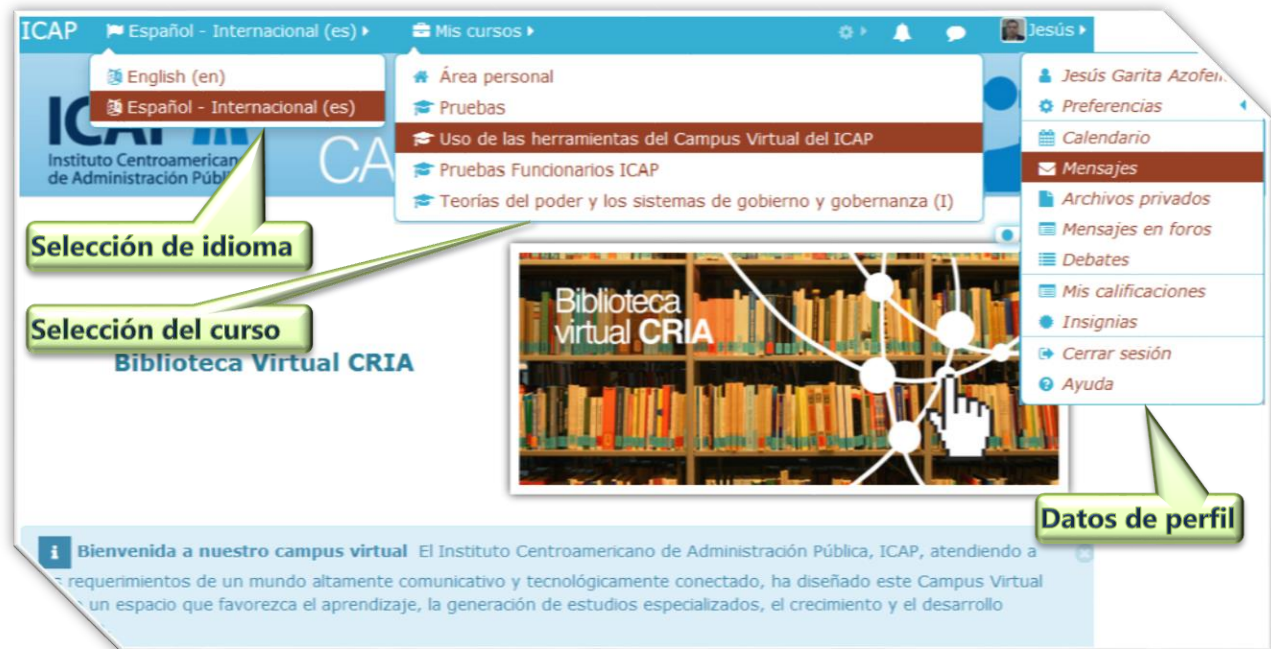 ICAP
Español - Internacional (es)
Mis cursos
Jesús
English (en)
Español - Internacional (es)
Área personal
Pruebas
Uso de las herramientas del Campus Virtual del ICAP
Pruebas Funcionarios ICAP
Teorías del poder y los sistemas de gobierno y gobernanza (I)
Jesús Garita
Preferencias
Calendario
Mensajes
Archivos privados
Mensajes en foros
Debates
Mis calificaciones
Insignias
Cerrar sesión
Ayuda
Instituto Centroamerican
de Administración Públ
CA
Selección de idioma
Selección del curso
Biblioteca Virtual CRIA
Biblioteca
virtual CRIA
Datos de perfil
Bienvenida a nuestro campus virtual El Instituto Centroamericano de Administración Pública, ICAP, atendiendo a
requerimientos de un mundo altamente comunicativo y tecnológicamente conectado, ha diseñado este Campus Virtual
un espacio que favorezca el aprendizaje, la generación de estudios especializados, el crecimiento y el desarrollo